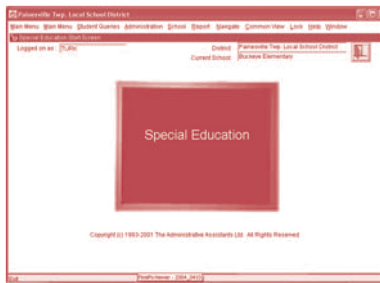 Painesville Twp. Local School District
Main Menu Main Menu Student Queries Administration School Report Navigate Common View Look Help Window
Special Education Start Screen
Logged on as: District: Painesville Twp. Local School District
Current School: Buckeye Elementary
Special Education
Copyright (c) 1993-2001 The Administrative Assistants Ltd. All Rights Reserved.